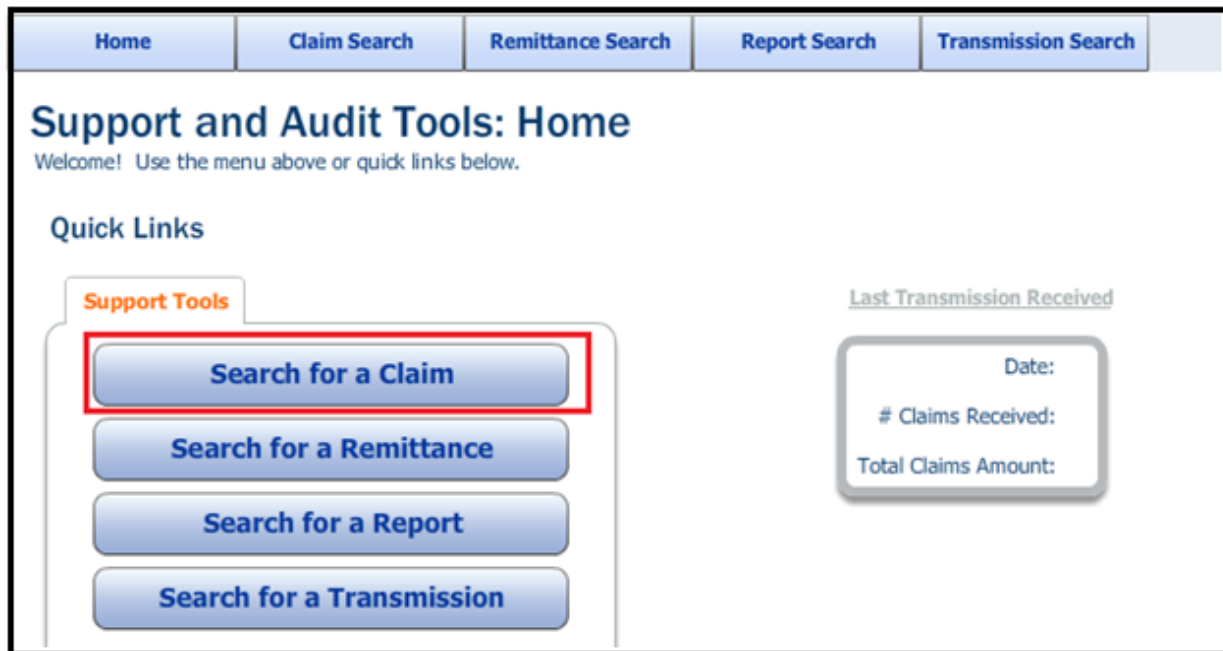 Home Claim Search Remittance Search Report Search Transmission Search
Support and Audit Tools: Home
Welcome! Use the menu above or quick links below.
Quick Links
Support Tools
Search for a Claim
Search for a Remittance
Search for a Report
Search for a Transmission
Last Transmission Received
Date:
# Claims Received:
Total Claims Amount: